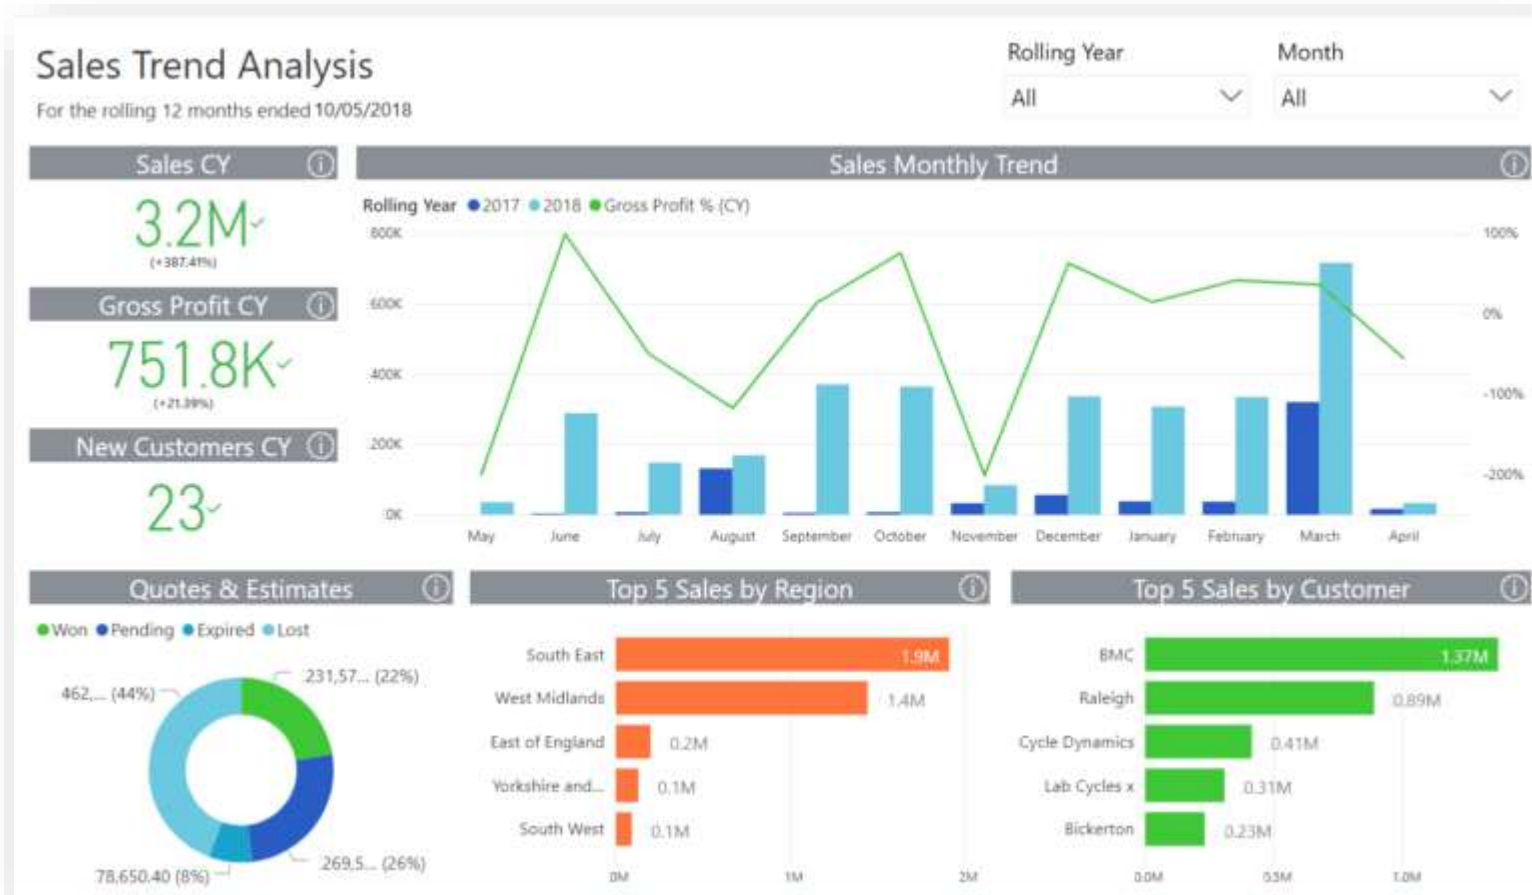 Sales Trend Analysis
For the rolling 12 months ended 10/05/2018
Rolling Year
All
Month
All
Sales CY
3.2M
(+387.41%)
Gross Profit CY
751.8K
(+21.39%)
New Customers CY
23
Sales Monthly Trend
Rolling Year 2017 2018 Gross Profit % (CY)
800K
600K
400K
200K
0K
100%
0%
-100%
-200%
May June July August September October November December January February March April
Quotes & Estimates
Won Pending Expired Lost
231,57... (22%)
462,... (44%)
269,5... (26%)
78,650.40 (8%)
Top 5 Sales by Region
South East 1.9M
West Midlands 1.4M
East of England 0.2M
Yorkshire and... 0.1M
South West 0.1M
0M 1M 2M
Top 5 Sales by Customer
BMC 1.37M
Raleigh 0.89M
Cycle Dynamics 0.41M
Lab Cycles x 0.31M
Bickerton 0.23M
0.0M 0.5M 1.0M